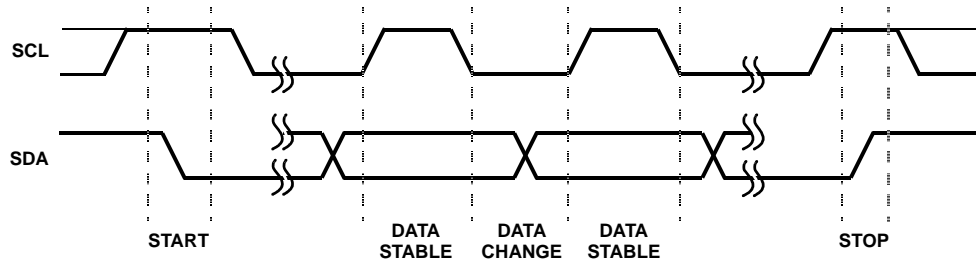 SCL
SDA
START
DATA
STABLE
DATA
CHANGE
DATA
STABLE
STOP